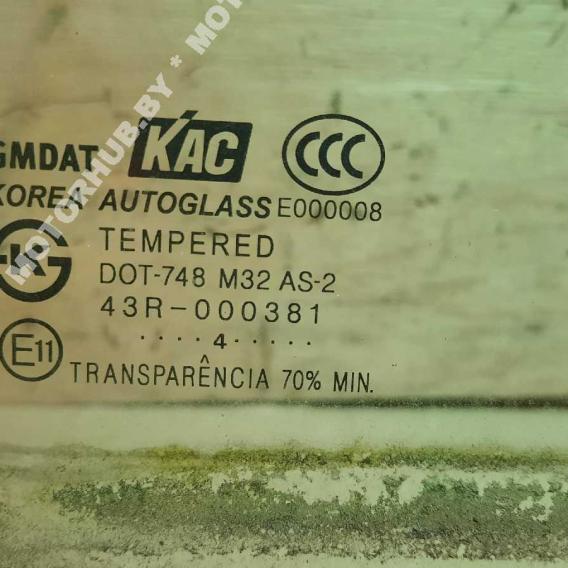 GMDAT KAC CCC
KOREA AUTOGLASS E000008
TEMPERED
DOT-748 M32 AS-2
43R-000381
E11
....4.....
TRANSPARÊNCIA 70% MIN.
MOTORHUB.BY * MOT